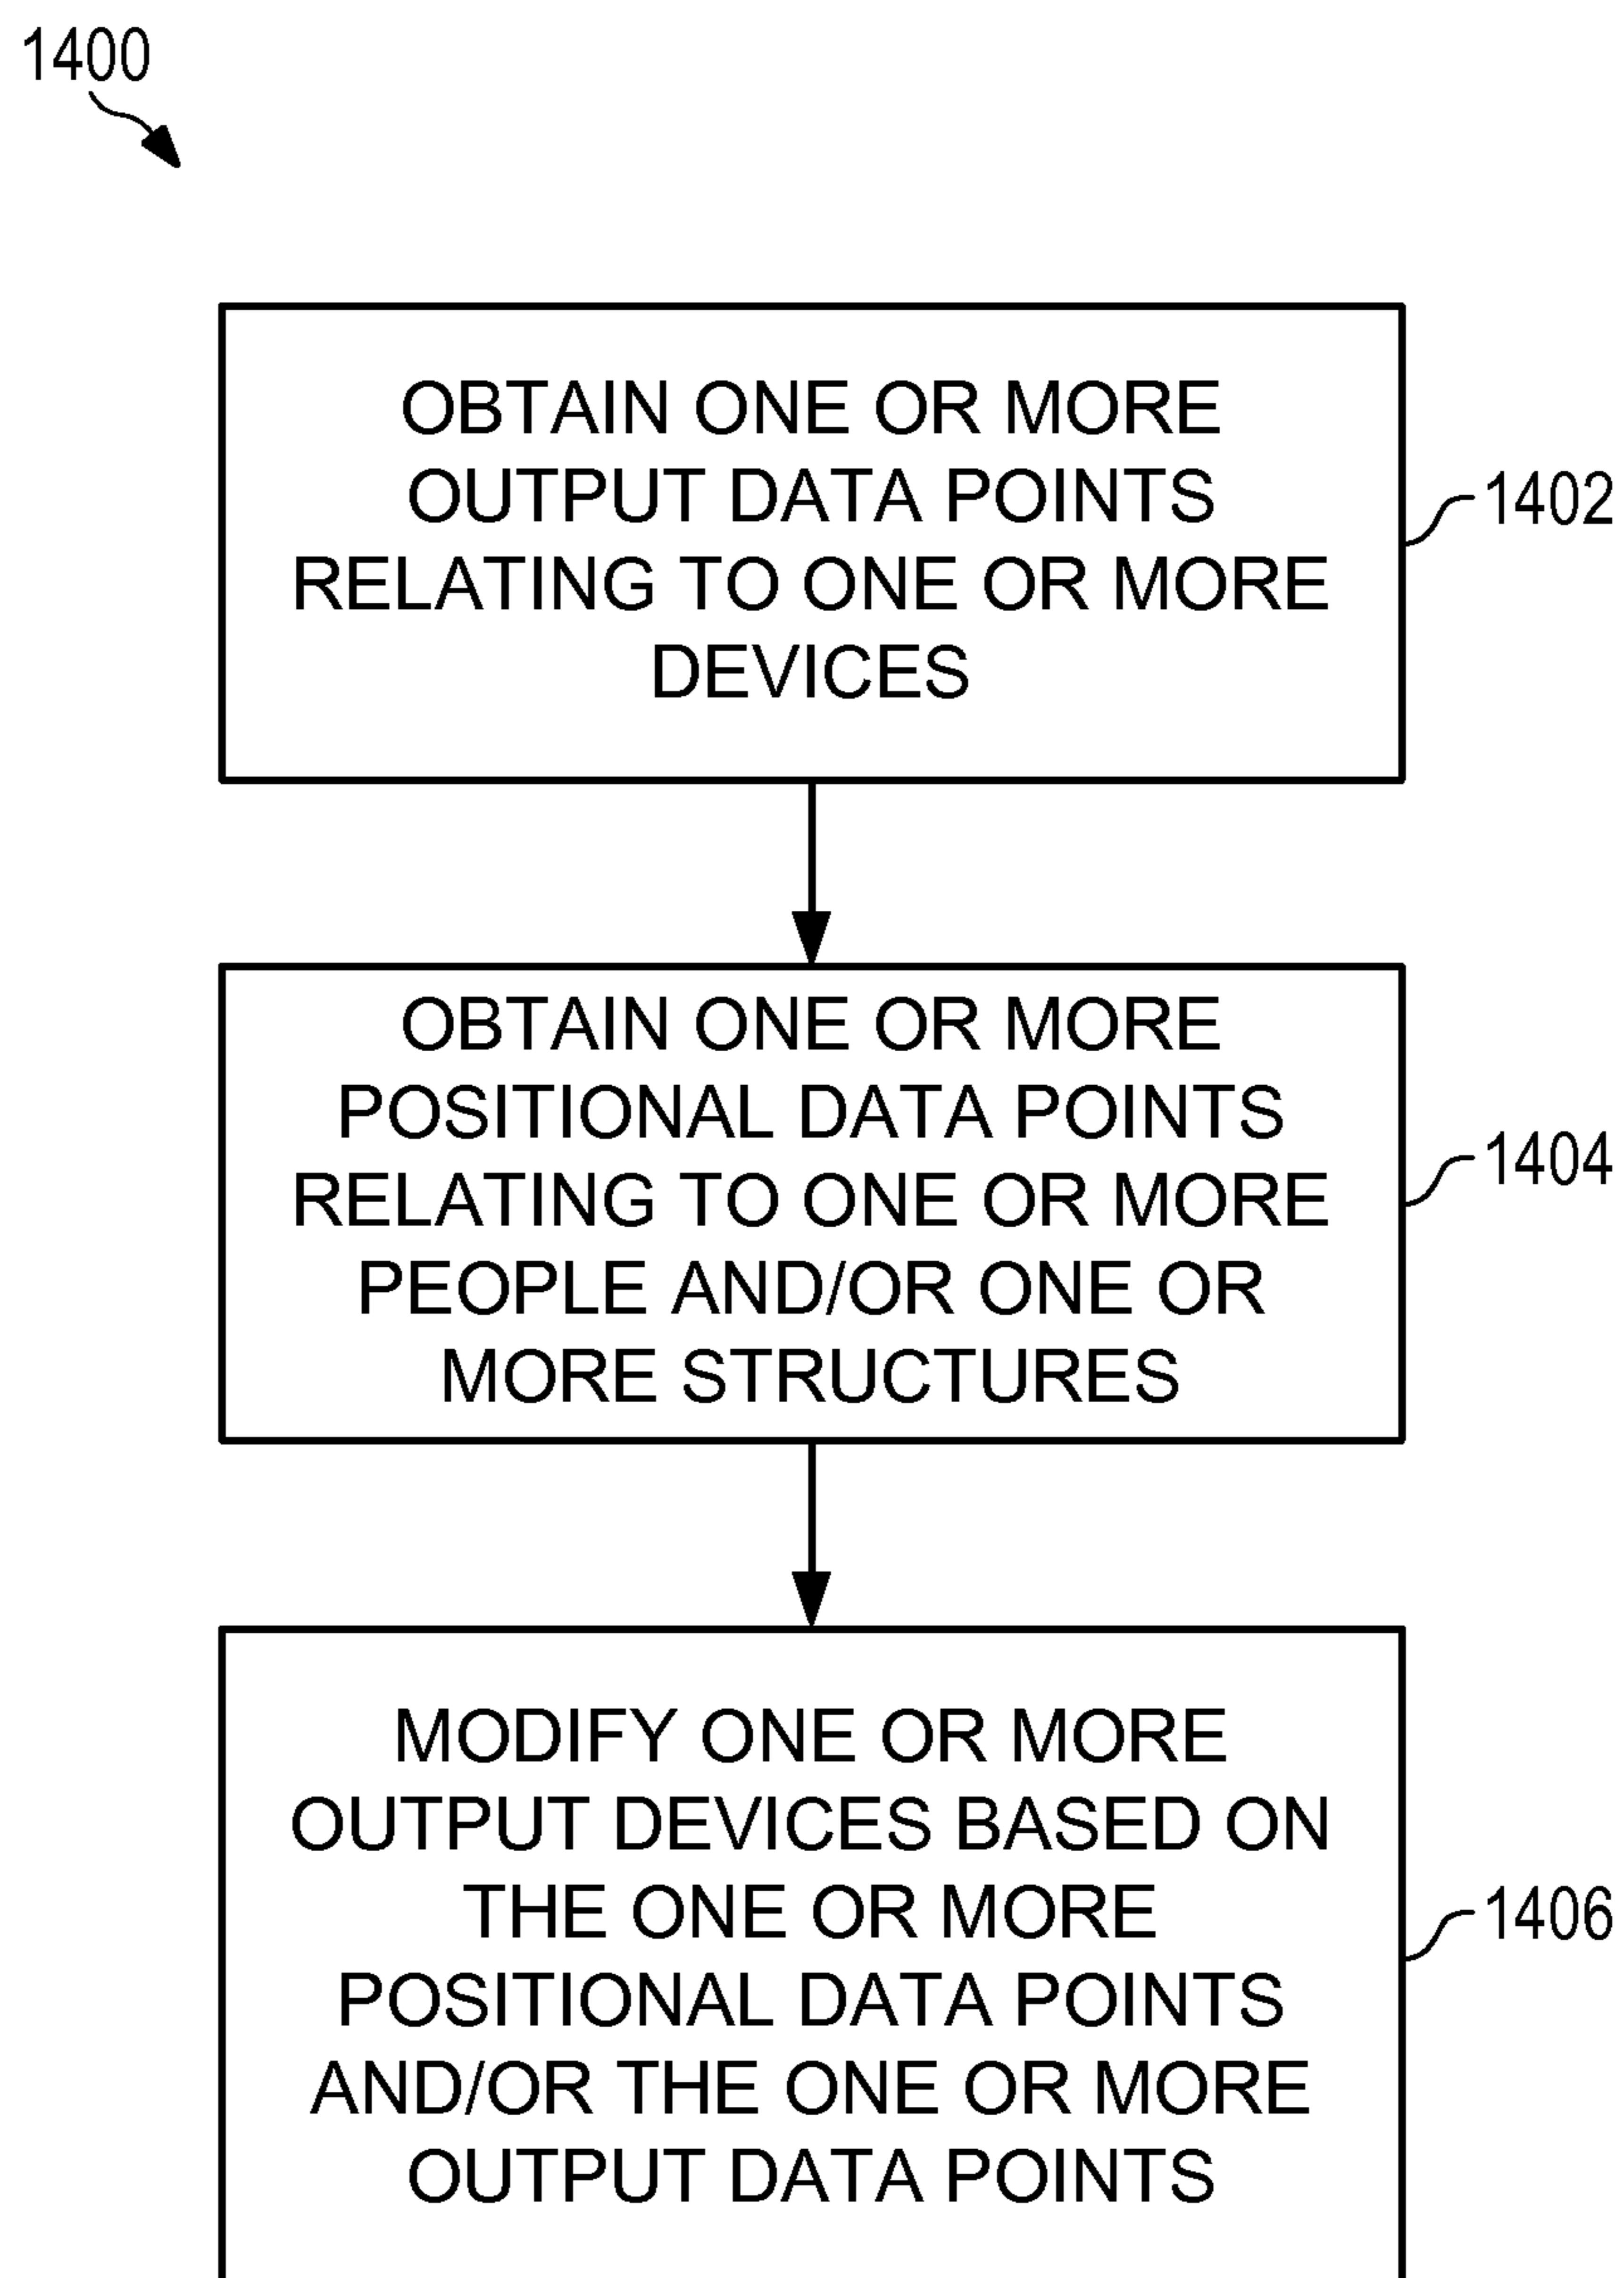 1400
OBTAIN ONE OR MORE
OUTPUT DATA POINTS
RELATING TO ONE OR MORE
DEVICES
1402
OBTAIN ONE OR MORE
POSITIONAL DATA POINTS
RELATING TO ONE OR MORE
PEOPLE AND/OR ONE OR
MORE STRUCTURES
1404
MODIFY ONE OR MORE
OUTPUT DEVICES BASED ON
THE ONE OR MORE
POSITIONAL DATA POINTS
AND/OR THE ONE OR MORE
OUTPUT DATA POINTS
1406